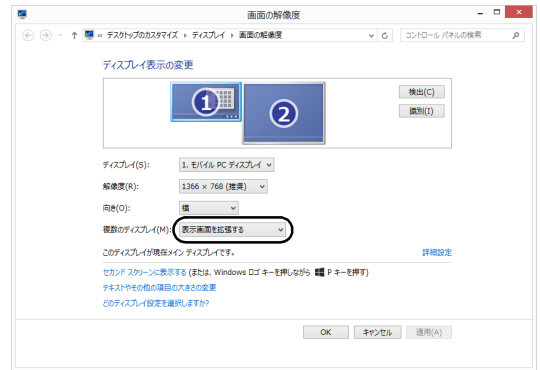 画面の解像度
« デスクトップのカスタマイズ ▸ ディスプレイ ▸ 画面の解像度
コントロール パネルの検索
ディスプレイ表示の変更
1
2
検出(C)
識別(I)
ディスプレイ(S): 1. モバイル PC ディスプレイ
解像度(R): 1366 × 768 (推奨)
向き(O): 横
複数のディスプレイ(M): 表示画面を拡張する
このディスプレイが現在メイン ディスプレイです。 詳細設定
セカンド スクリーンに表示する (または、Windows ロゴ キーを押しながら P キーを押す)
テキストやその他の項目の大きさの変更
どのディスプレイ設定を選択しますか?
OK キャンセル 適用(A)